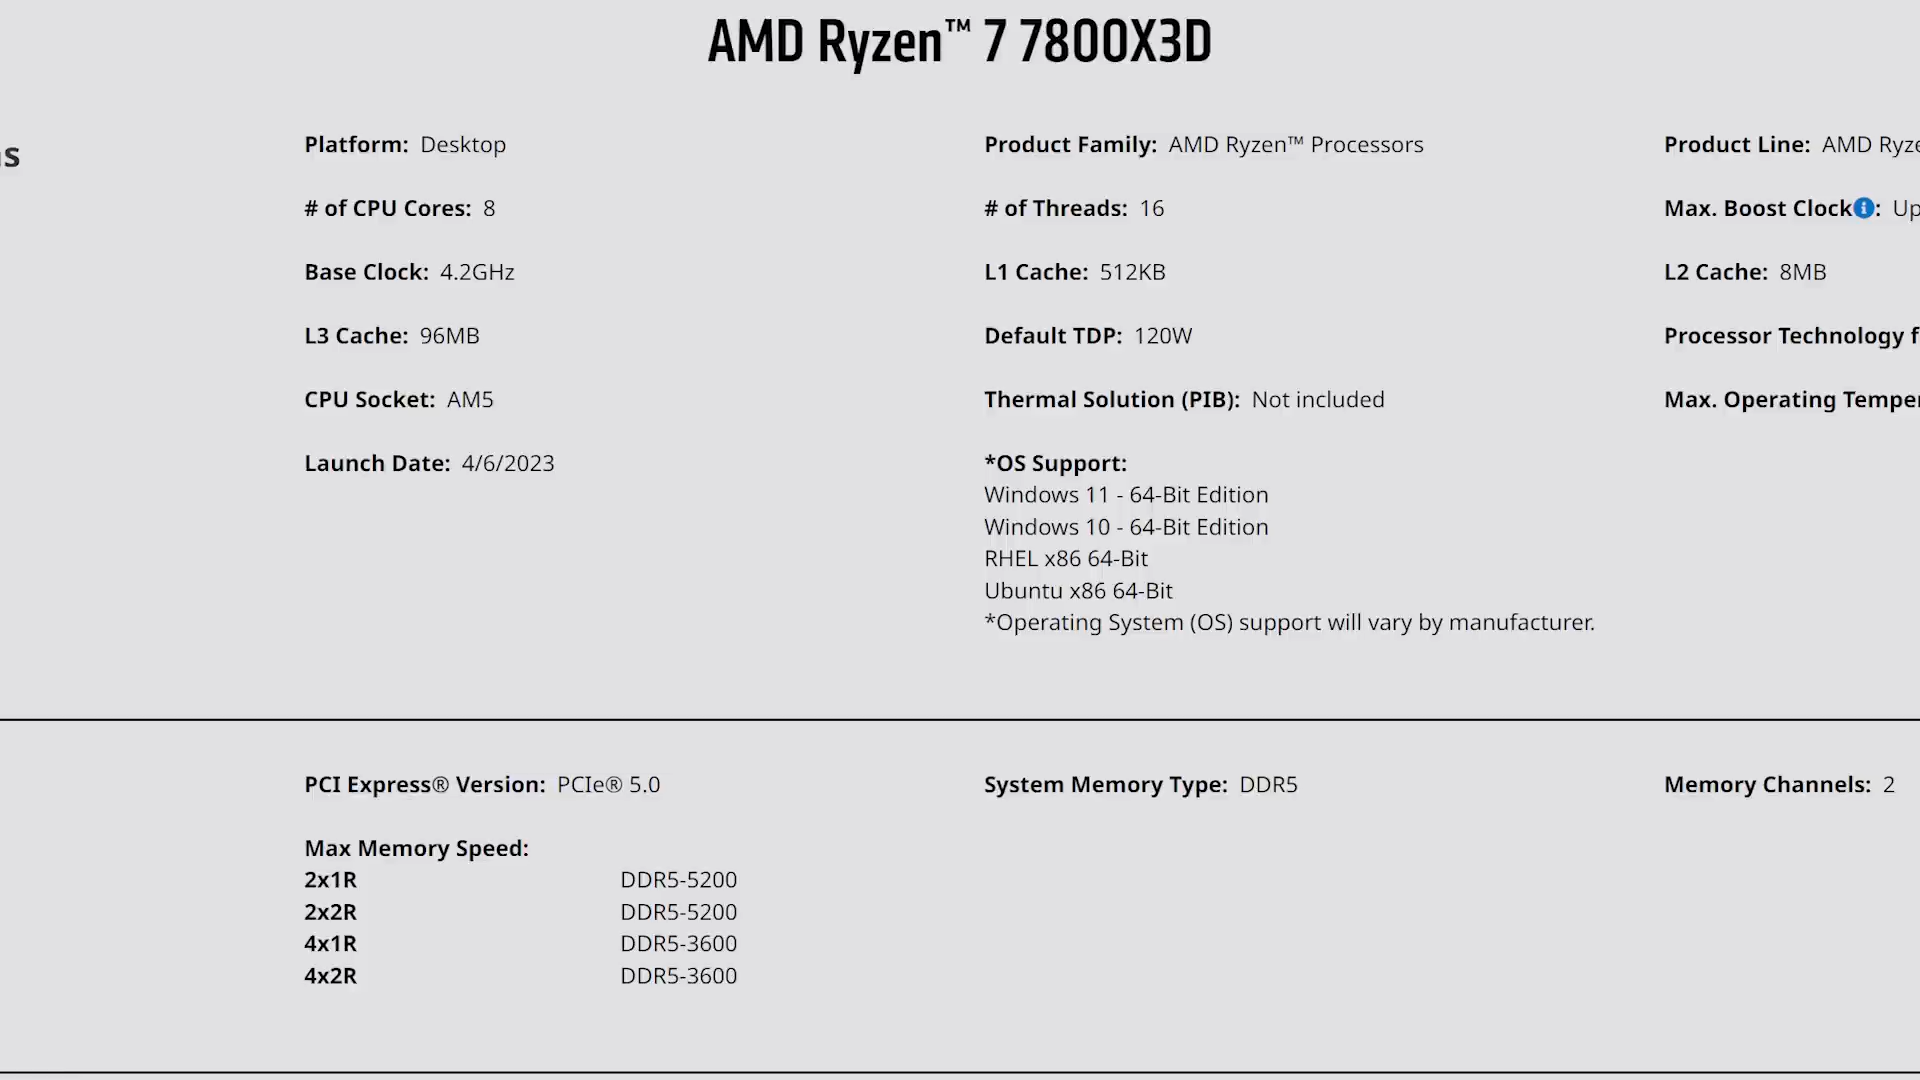 AMD Ryzen™ 7 7800X3D
s
Platform: Desktop
Product Family: AMD Ryzen™ Processors
Product Line: AMD Ryze
# of CPU Cores: 8
# of Threads: 16
Max. Boost Clock: Up
Base Clock: 4.2GHz
L1 Cache: 512KB
L2 Cache: 8MB
L3 Cache: 96MB
Default TDP: 120W
Processor Technology f
CPU Socket: AM5
Thermal Solution (PIB): Not included
Max. Operating Temper
Launch Date: 4/6/2023
*OS Support:
Windows 11 - 64-Bit Edition
Windows 10 - 64-Bit Edition
RHEL x86 64-Bit
Ubuntu x86 64-Bit
*Operating System (OS) support will vary by manufacturer.
PCI Express® Version: PCIe® 5.0
System Memory Type: DDR5
Memory Channels: 2
Max Memory Speed:
2x1R DDR5-5200
2x2R DDR5-5200
4x1R DDR5-3600
4x2R DDR5-3600